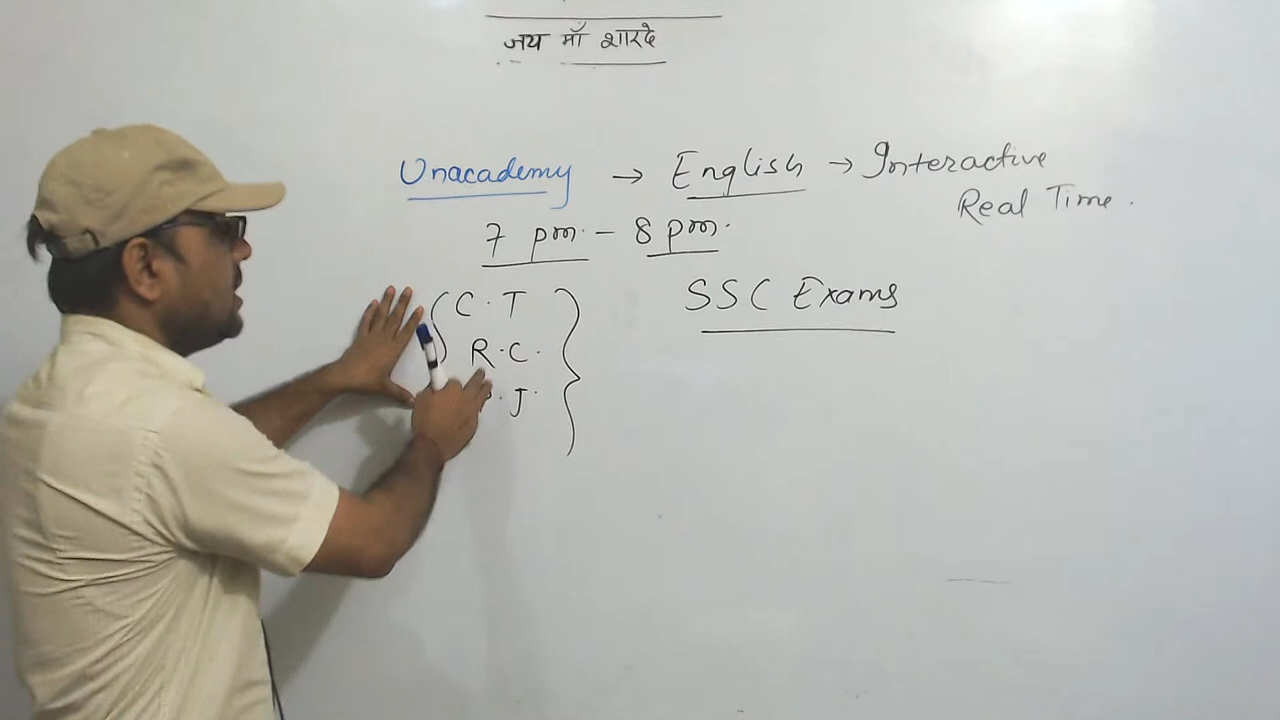 जय माँ शारदे
Unacademy → English → Interactive
Real Time.
7 pm. – 8 pm.
SSC Exams
C. T
R. C.
. J.